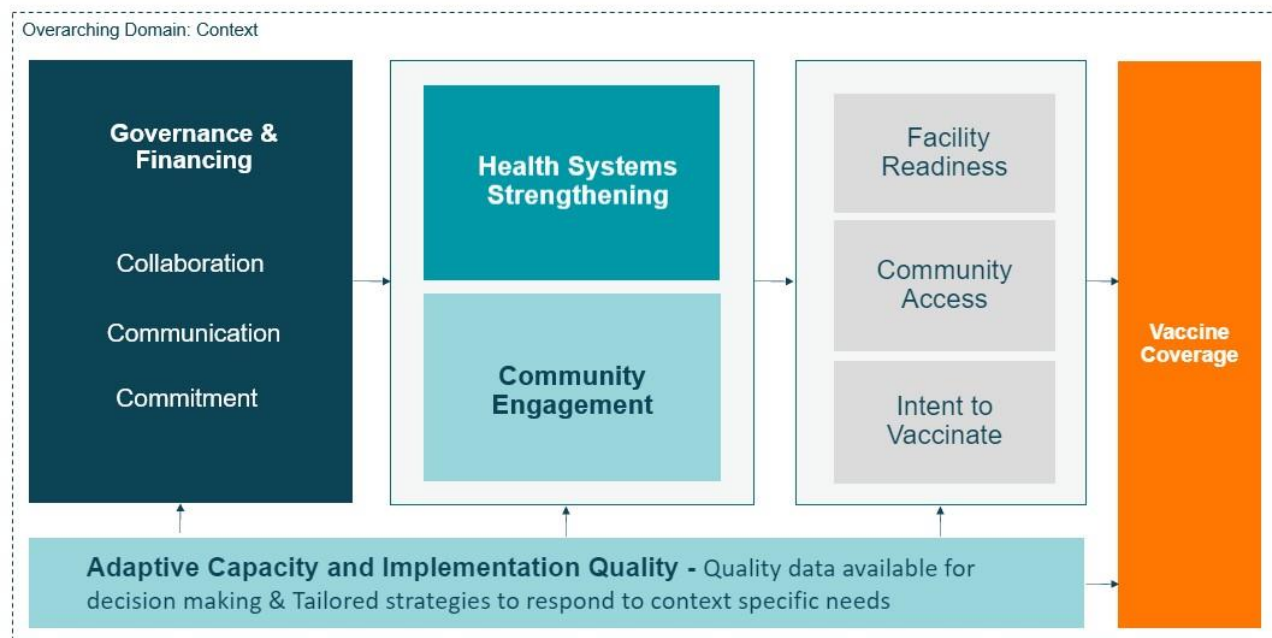 Overarching Domain: Context
Governance &
Financing
Collaboration
Communication
Commitment
Health Systems
Strengthening
Community
Engagement
Facility
Readiness
Community
Access
Intent to
Vaccinate
Vaccine
Coverage
Adaptive Capacity and Implementation Quality - Quality data available for
decision making & Tailored strategies to respond to context specific needs